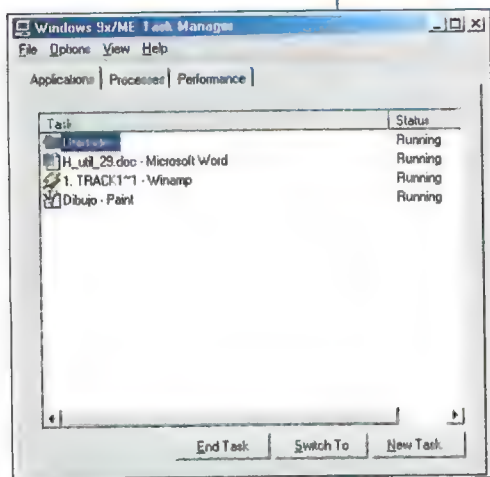 Windows 9x/ME Task Manager
File Options View Help
Applications Processes Performance
Task Status
Running
H_util_29.doc - Microsoft Word Running
1. TRACK1~1 - Winamp Running
Dibujo - Paint Running
End Task Switch To New Task